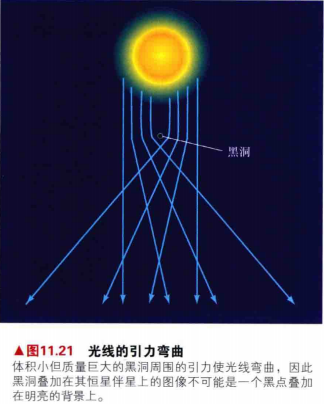 黑洞
▲图11.21 光线的引力弯曲
体积小但质量巨大的黑洞周围的引力使光线弯曲，因此
黑洞叠加在其恒星伴星上的图像不可能是一个黑点叠加
在明亮的背景上。